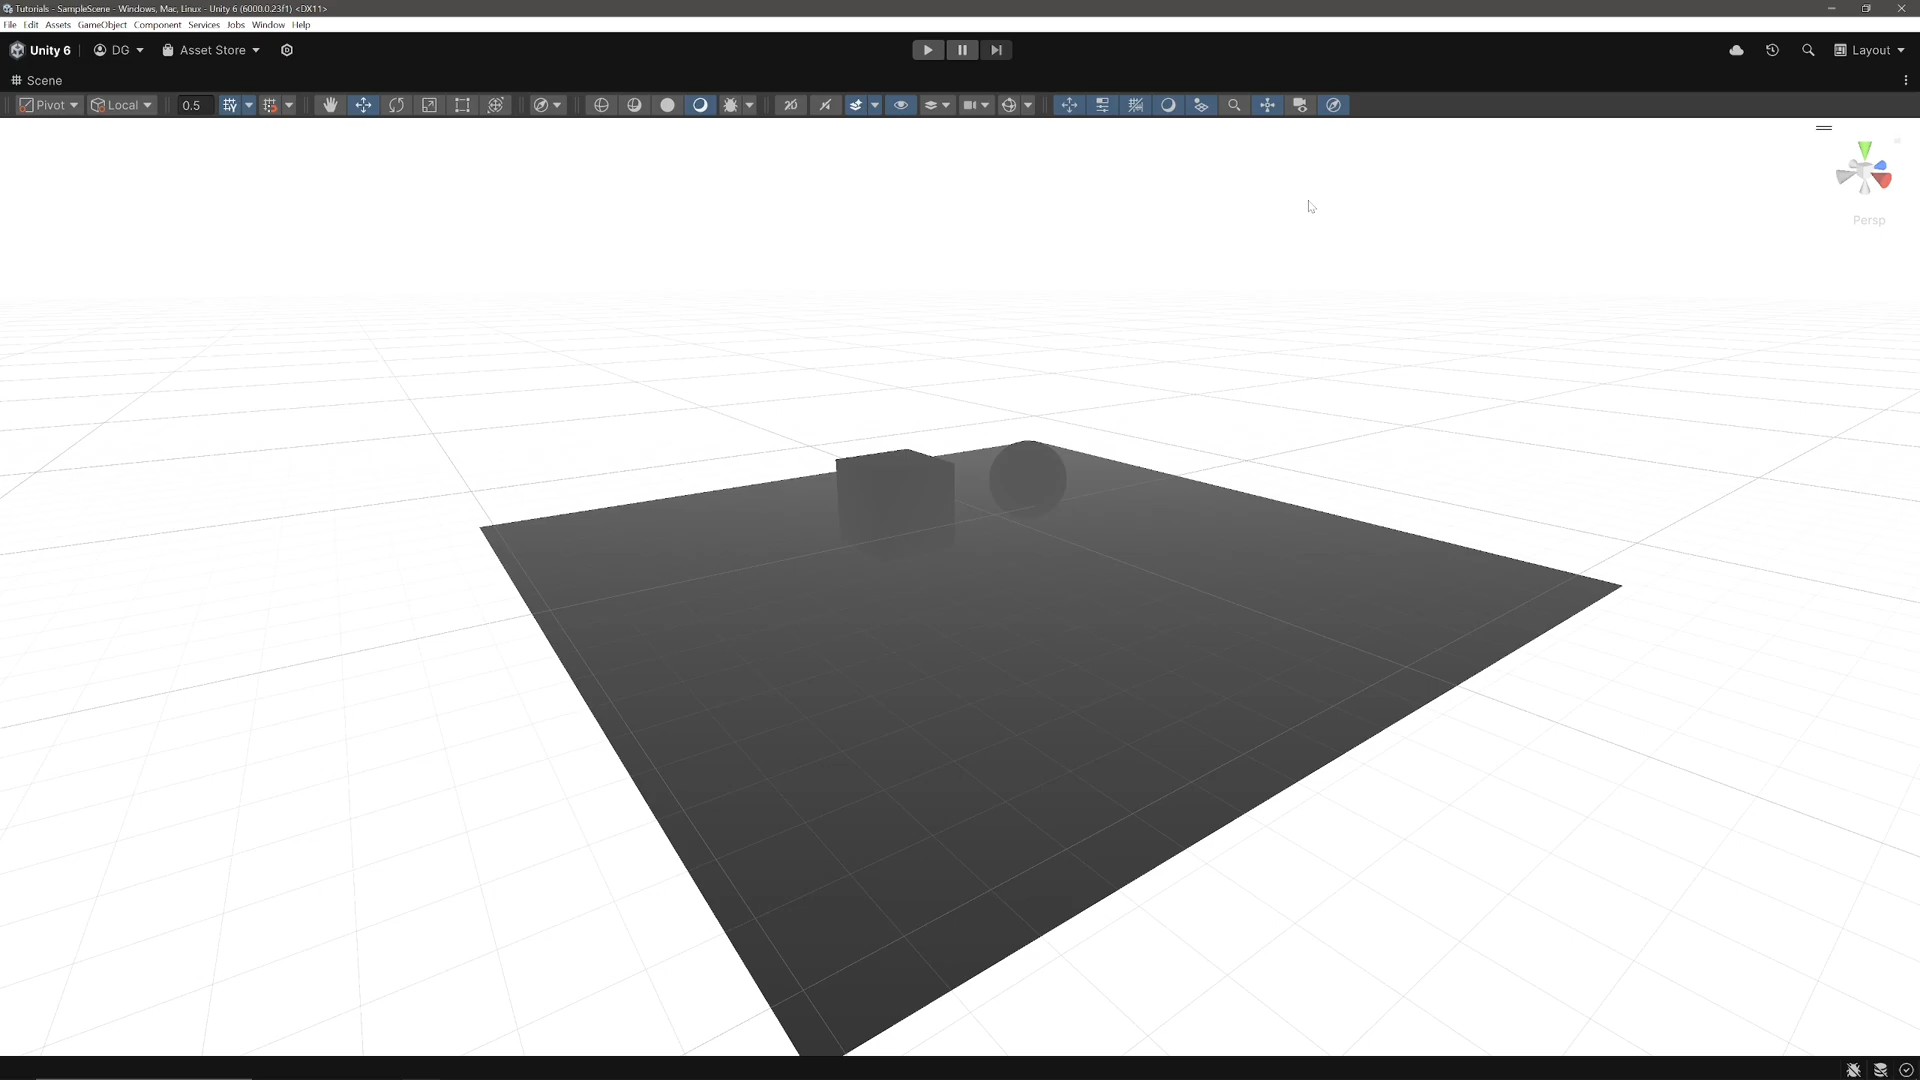 Tutorials - SampleScene - Windows, Mac, Linux - Unity 6 (6000.0.23f1) <DX11>
File Edit Assets GameObject Component Services Jobs Window Help
Unity 6 DG Asset Store Layout
Scene
Pivot Local 0.5 2D
Persp